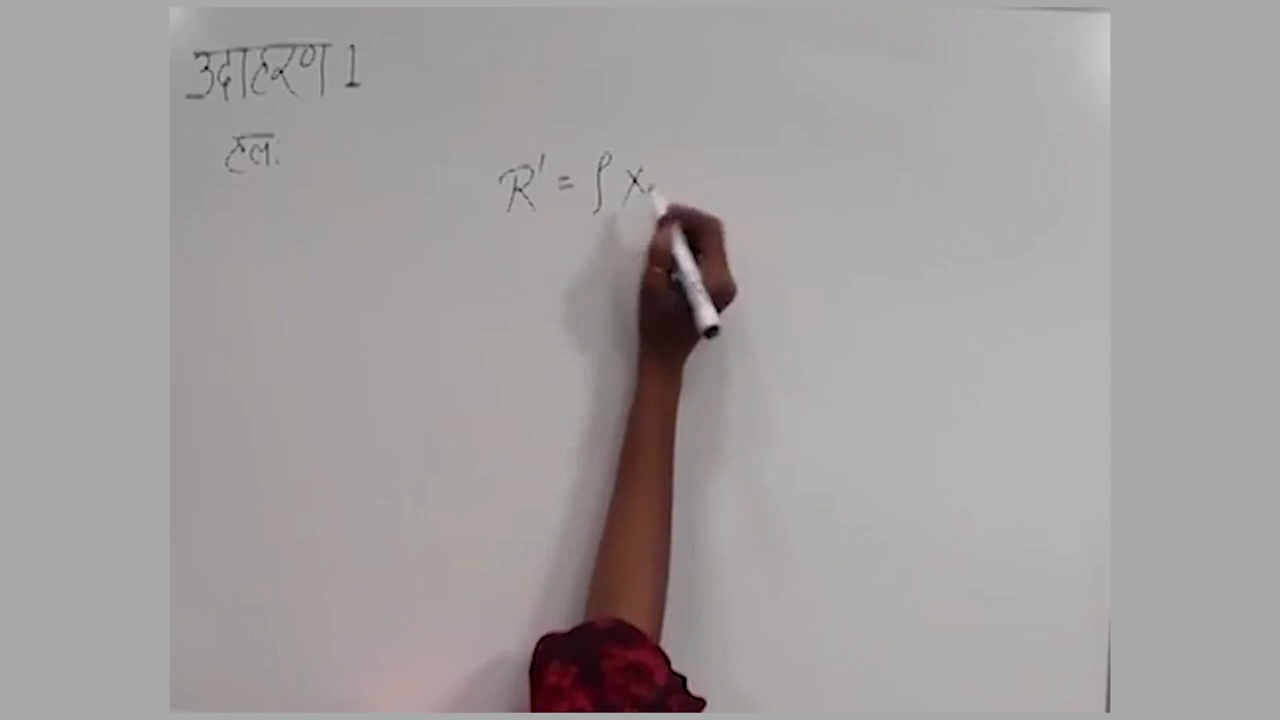 उदाहरण 1
हल.
R' = ρ x